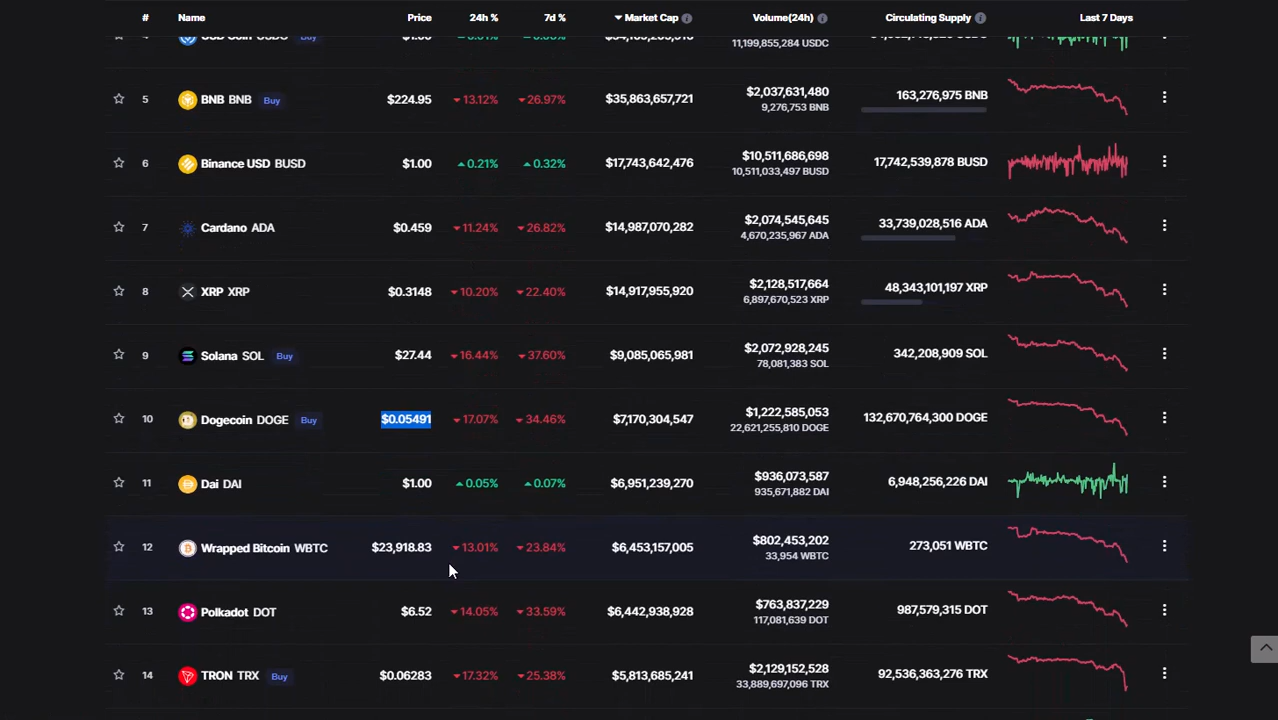 # Name Price 24h % 7d % Market Cap Volume(24h) Circulating Supply Last 7 Days
11,199,855,284 USDC
5 BNB BNB Buy $224.95 13.12% 26.97% $35,863,657,721 $2,037,631,480 163,276,975 BNB
9,276,753 BNB
6 Binance USD BUSD $1.00 0.21% 0.32% $17,743,642,476 $10,511,686,698 17,742,539,878 BUSD
10,511,033,497 BUSD
7 Cardano ADA $0.459 11.24% 26.82% $14,987,070,282 $2,074,545,645 33,739,028,516 ADA
4,670,235,967 ADA
8 XRP XRP $0.3148 10.20% 22.40% $14,917,955,920 $2,128,517,664 48,343,101,197 XRP
6,897,670,523 XRP
9 Solana SOL Buy $27.44 16.44% 37.60% $9,085,065,981 $2,072,928,245 342,208,909 SOL
78,081,383 SOL
10 Dogecoin DOGE Buy $0.05491 17.07% 34.46% $7,170,304,547 $1,222,585,053 132,670,764,300 DOGE
22,621,255,810 DOGE
11 Dai DAI $1.00 0.05% 0.07% $6,951,239,270 $936,073,587 6,948,256,226 DAI
935,671,882 DAI
12 Wrapped Bitcoin WBTC $23,918.83 13.01% 23.84% $6,453,157,005 $802,453,202 273,051 WBTC
33,954 WBTC
13 Polkadot DOT $6.52 14.05% 33.59% $6,442,938,928 $763,837,229 987,579,315 DOT
117,081,639 DOT
14 TRON TRX Buy $0.06283 17.32% 25.38% $5,813,685,241 $2,129,152,528 92,536,363,276 TRX
33,889,697,096 TRX